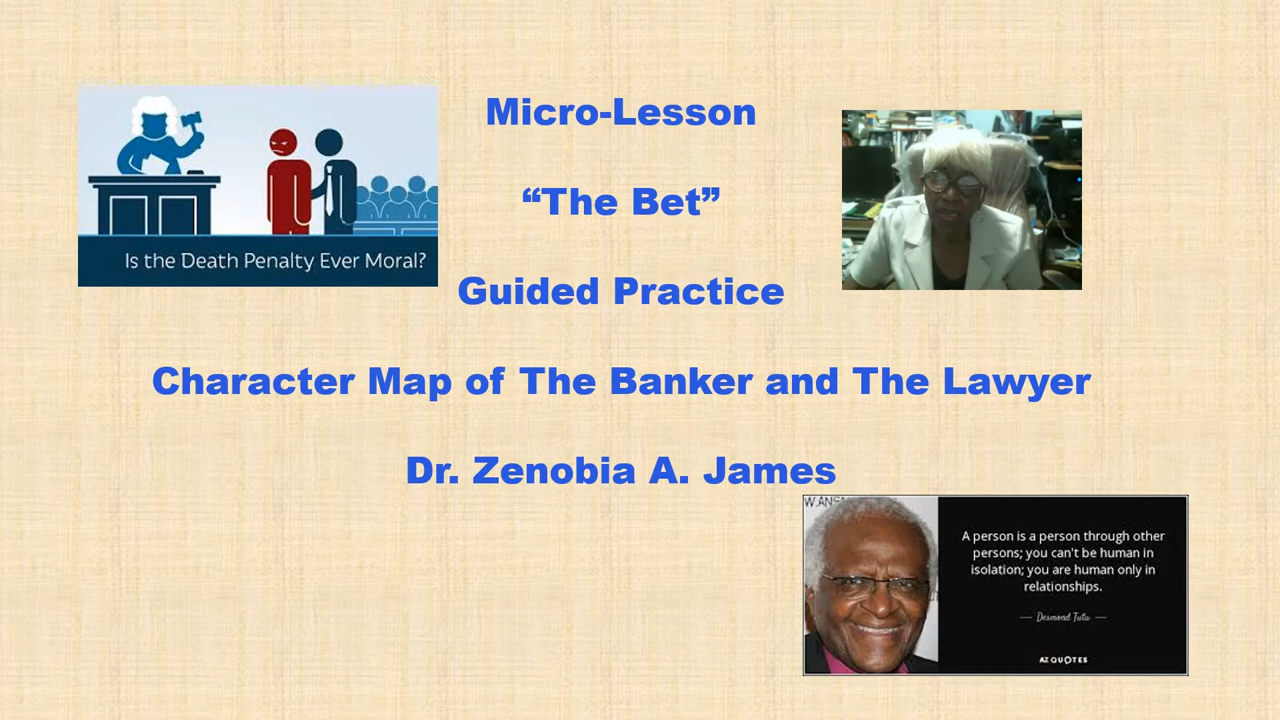 Micro-Lesson
“The Bet”
Is the Death Penalty Ever Moral?
Guided Practice
Character Map of The Banker and The Lawyer
Dr. Zenobia A. James
A person is a person through other
persons; you can't be human in
isolation; you are human only in
relationships.
— Desmond Tutu —
AZ QUOTES